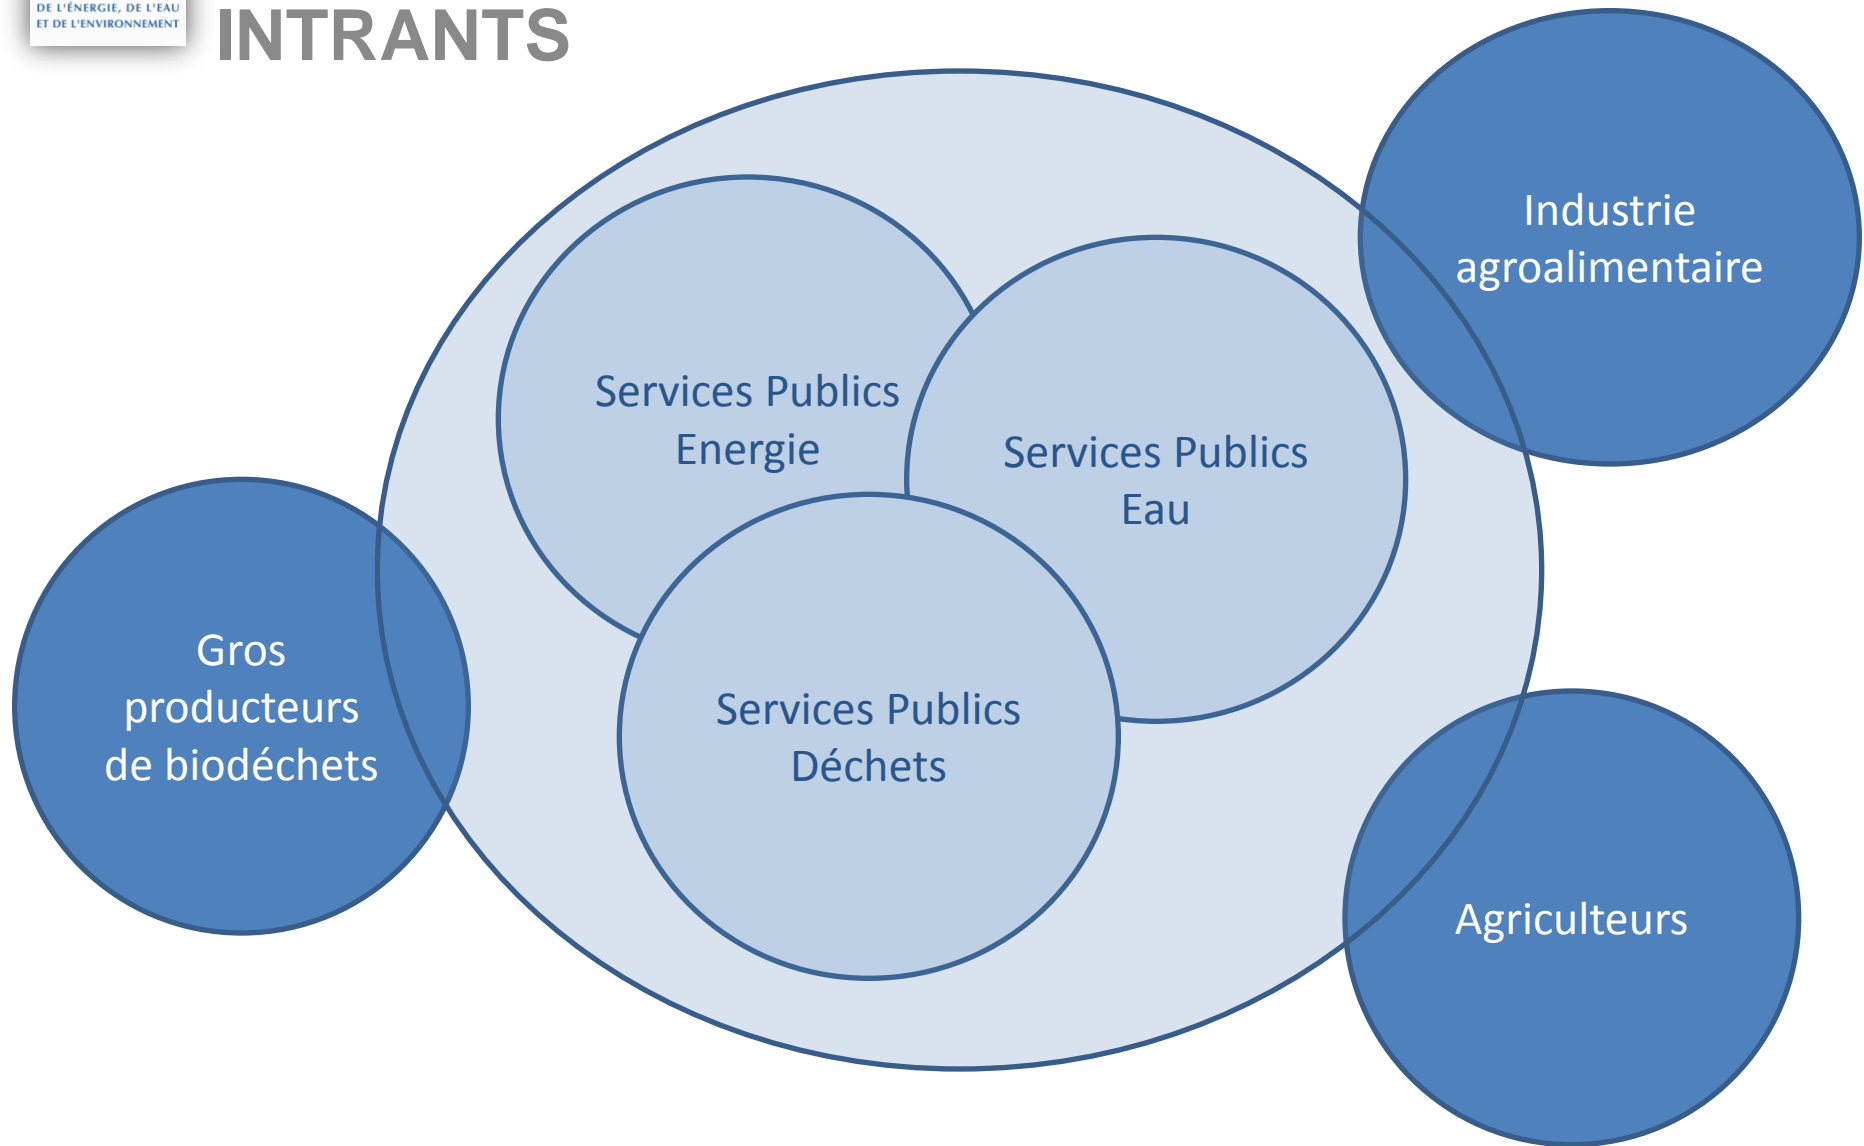 DE L'ÉNERGIE, DE L'EAU
ET DE L'ENVIRONNEMENT
INTRANTS
Industrie
agroalimentaire
Services Publics
Energie
Services Publics
Eau
Gros
producteurs
de biodéchets
Services Publics
Déchets
Agriculteurs